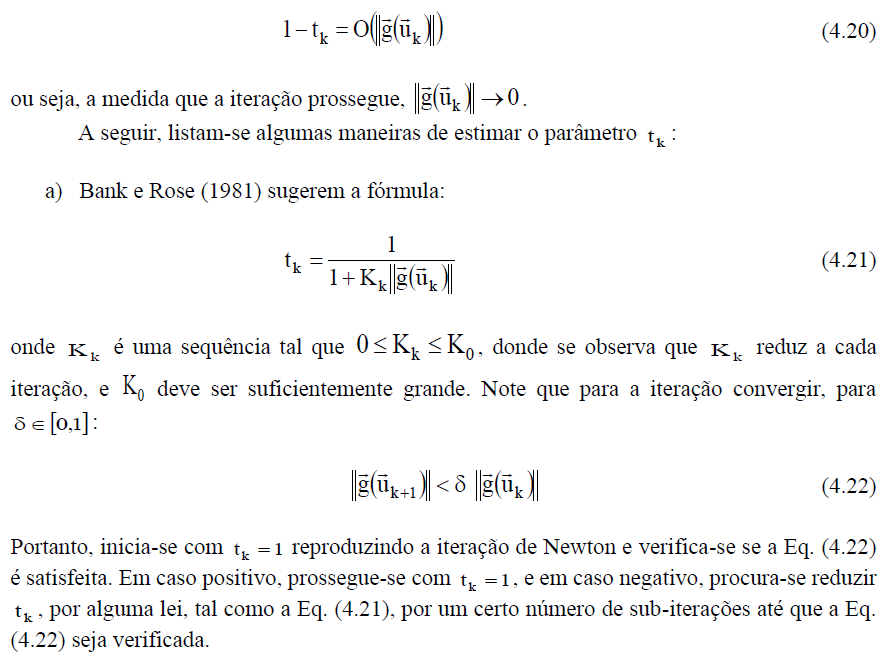 1 − t_k = O(‖g⃗(u⃗_k)‖) (4.20)
ou seja, a medida que a iteração prossegue, ‖g⃗(u⃗_k)‖ → 0 .
A seguir, listam-se algumas maneiras de estimar o parâmetro t_k :
a) Bank e Rose (1981) sugerem a fórmula:
t_k = 1 / (1 + K_k‖g⃗(u⃗_k)‖) (4.21)
onde K_k é uma sequência tal que 0 ≤ K_k ≤ K_0 , donde se observa que K_k reduz a cada
iteração, e K_0 deve ser suficientemente grande. Note que para a iteração convergir, para
δ ∈ [0,1] :
‖g⃗(u⃗_{k+1})‖ < δ ‖g⃗(u⃗_k)‖ (4.22)
Portanto, inicia-se com t_k = 1 reproduzindo a iteração de Newton e verifica-se se a Eq. (4.22)
é satisfeita. Em caso positivo, prossegue-se com t_k = 1 , e em caso negativo, procura-se reduzir
t_k , por alguma lei, tal como a Eq. (4.21), por um certo número de sub-iterações até que a Eq.
(4.22) seja verificada.